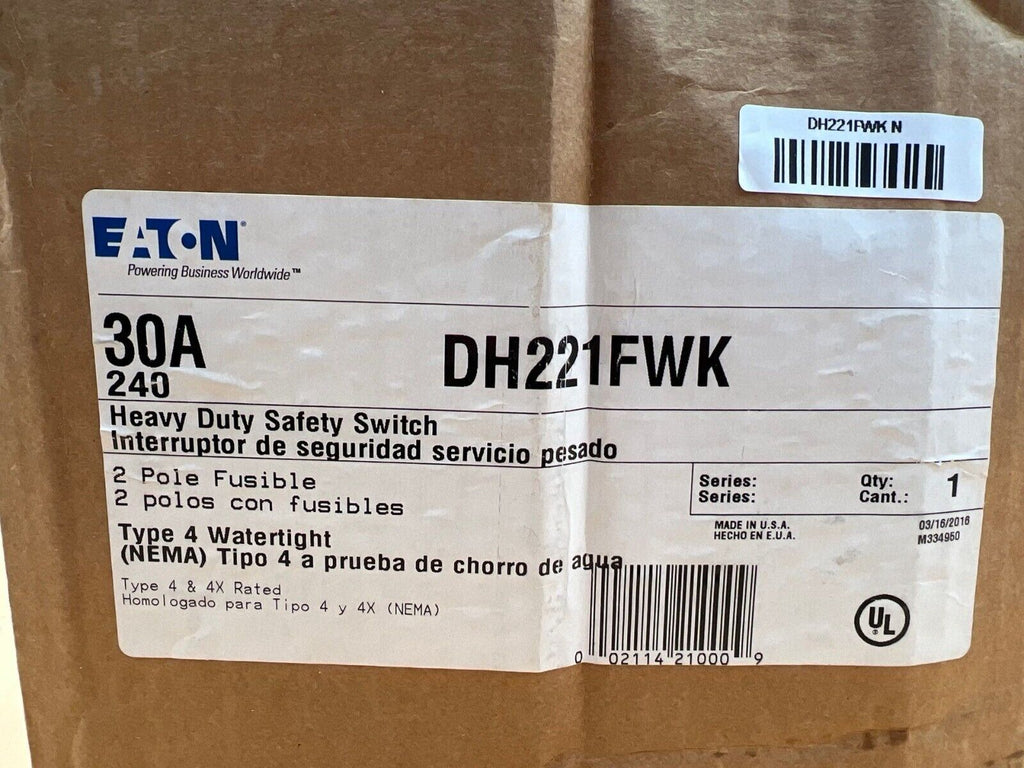 DH221FWK N
EATON®
Powering Business Worldwide™
30A
240
DH221FWK
Heavy Duty Safety Switch
Interruptor de seguridad servicio pesado
2 Pole Fusible
2 polos con fusibles
Series:
Series:
Qty:
Cant.:
1
Type 4 Watertight
(NEMA) Tipo 4 a prueba de chorro de agua
MADE IN U.S.A.
HECHO EN E.U.A.
03/16/2016
M334960
Type 4 & 4X Rated
Homologado para Tipo 4 y 4X (NEMA)
UL
0 02114 21000 9